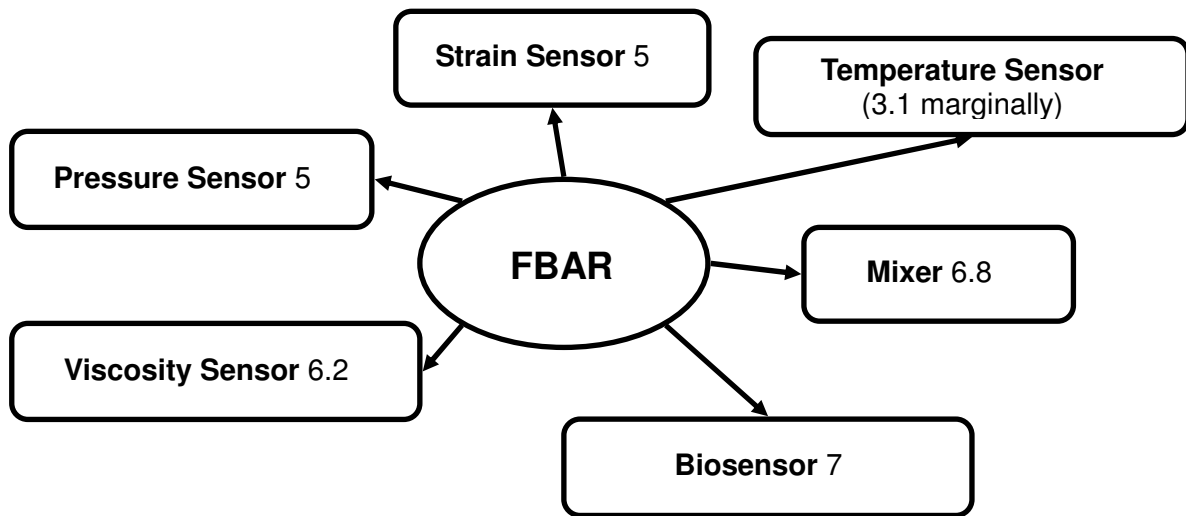 Strain Sensor 5
Temperature Sensor
(3.1 marginally)
Pressure Sensor 5
FBAR
Mixer 6.8
Viscosity Sensor 6.2
Biosensor 7